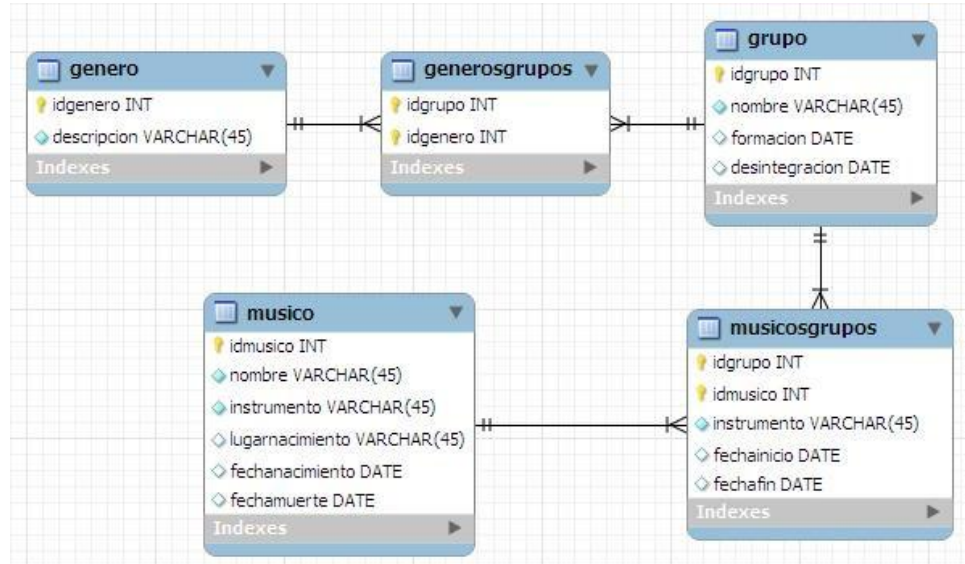 genero
idgenero INT
descripcion VARCHAR(45)
Indexes
generosgrupos
idgrupo INT
idgenero INT
Indexes
grupo
idgrupo INT
nombre VARCHAR(45)
formacion DATE
desintegracion DATE
Indexes
musico
idmusico INT
nombre VARCHAR(45)
instrumento VARCHAR(45)
lugarnacimiento VARCHAR(45)
fechanacimiento DATE
fechamuerte DATE
Indexes
musicosgrupos
idgrupo INT
idmusico INT
instrumento VARCHAR(45)
fechainicio DATE
fechafin DATE
Indexes